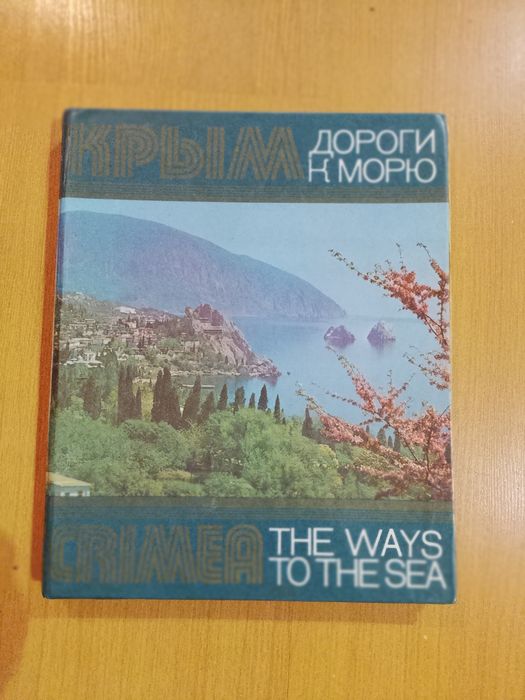 КРЫМ
ДОРОГИ
К МОРЮ
CRIMEA
THE WAYS
TO THE SEA